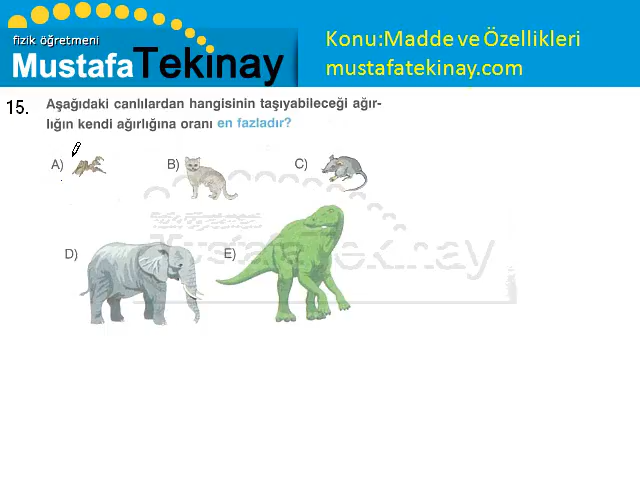 fizik öğretmeni
MustafaTekinay
Konu:Madde ve Özellikleri
mustafatekinay.com
15. Aşağıdaki canlılardan hangisinin taşıyabileceği ağır-
lığın kendi ağırlığına oranı en fazladır?
A) B) C)
D) E)
MustafaTekinay